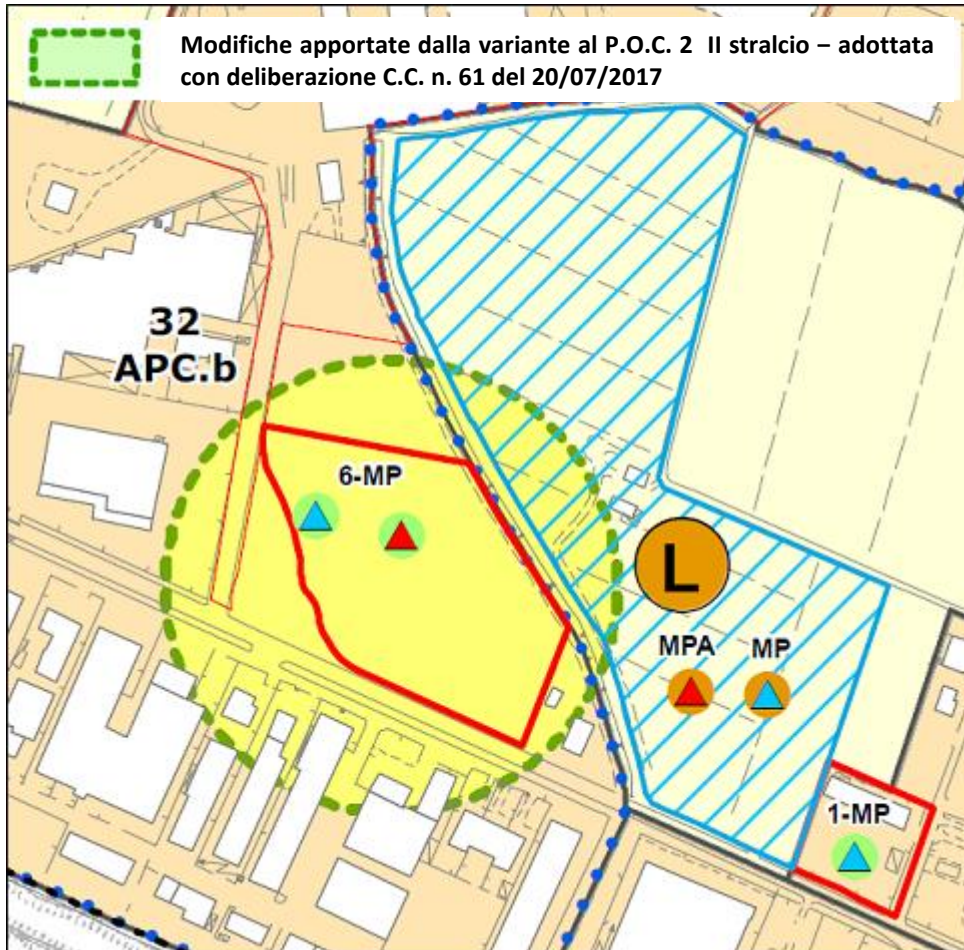 Modifiche apportate dalla variante al P.O.C. 2 II stralcio – adottata
con deliberazione C.C. n. 61 del 20/07/2017
32
APC.b
6-MP
L
MPA
MP
1-MP